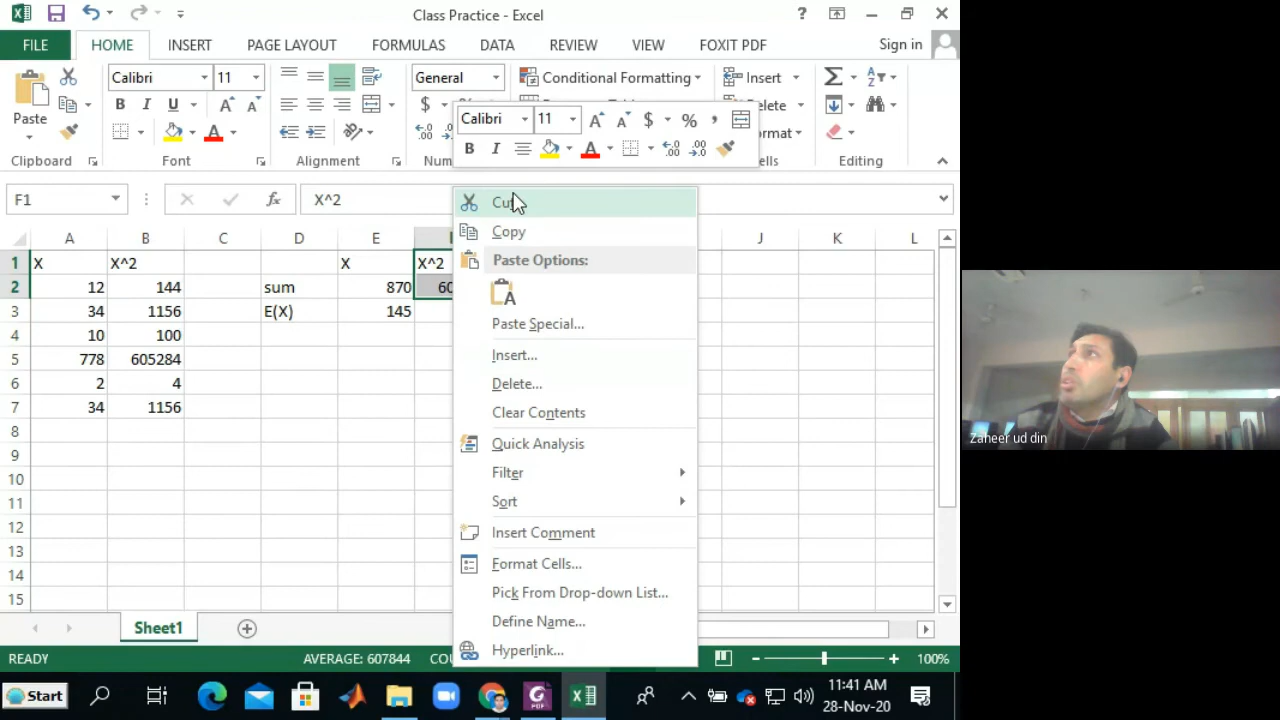 Class Practice - Excel
?
FILE
HOME
INSERT
PAGE LAYOUT
FORMULAS
DATA
REVIEW
VIEW
FOXIT PDF
Sign in
Paste
Calibri
11
B I U
A A
A
General
$
Conditional Formatting
Insert
Delete
Calibri
11
A A $ % ,
B I A
Clipboard
Font
Alignment
Editing
F1
fx
X^2
A B C D E J K L
1 X X^2 X X^2
2 12 144 sum 870 60
3 34 1156 E(X) 145
4 10 100
5 778 605284
6 2 4
7 34 1156
8
9
10
11
12
13
14
15
Copy
Paste Options:
Paste Special...
Insert...
Delete...
Clear Contents
Quick Analysis
Filter
Sort
Insert Comment
Format Cells...
Pick From Drop-down List...
Define Name...
Hyperlink...
Sheet1
READY
AVERAGE: 607844
100%
Start
11:41 AM
28-Nov-20
Zaheer ud din